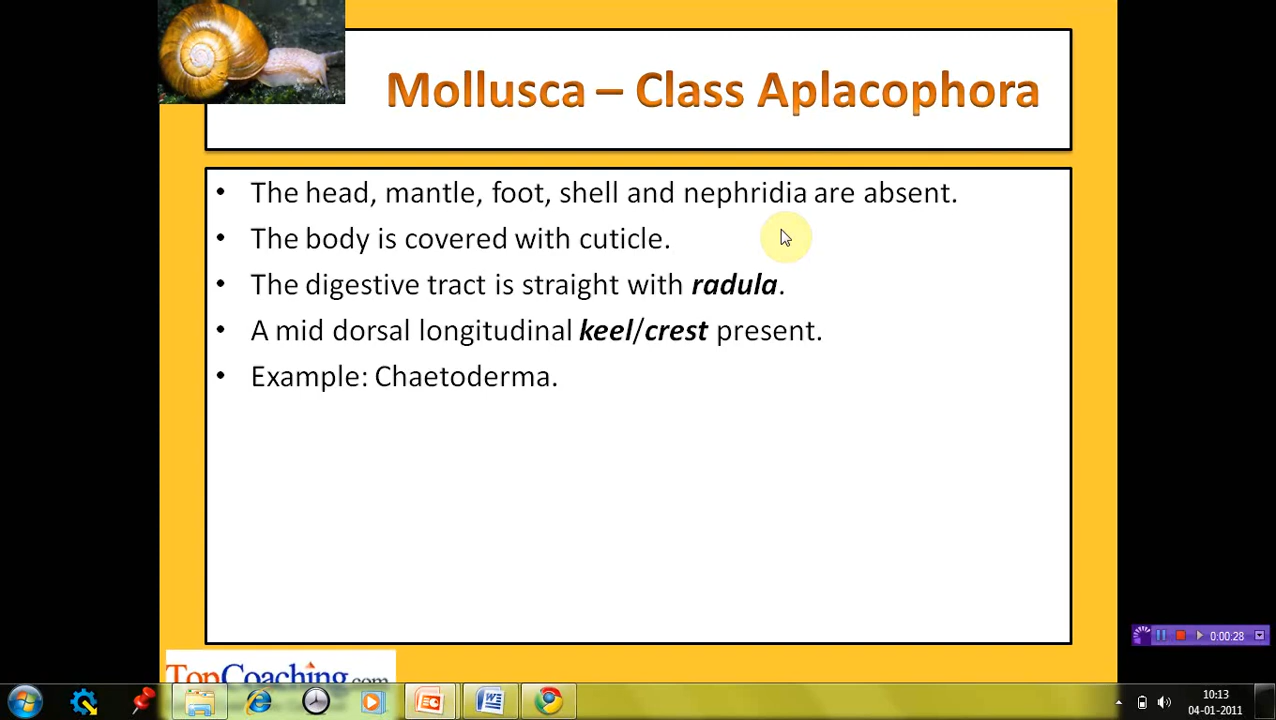 Mollusca – Class Aplacophora
• The head, mantle, foot, shell and nephridia are absent.
• The body is covered with cuticle.
• The digestive tract is straight with radula.
• A mid dorsal longitudinal keel/crest present.
• Example: Chaetoderma.
0:00:28
TopCoaching.com
10:13
04-01-2011